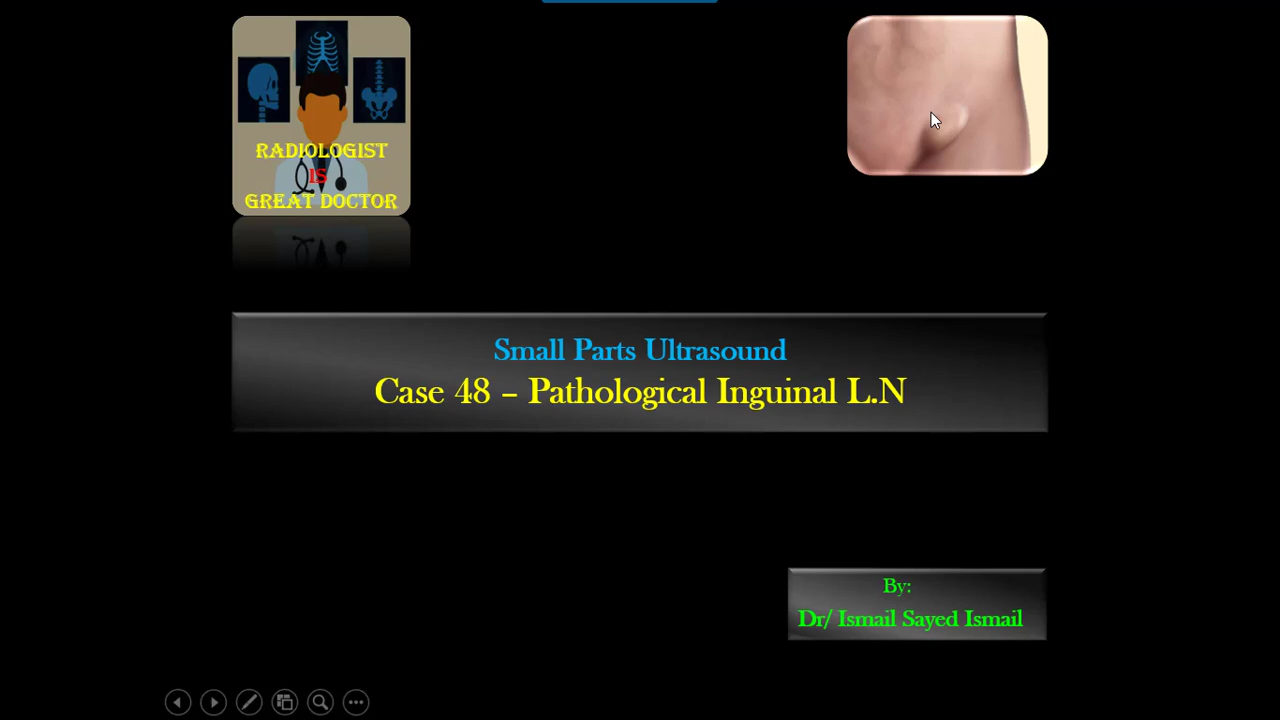 RADIOLOGIST
IS
GREAT DOCTOR
Small Parts Ultrasound
Case 48 – Pathological Inguinal L.N
By:
Dr/ Ismail Sayed Ismail